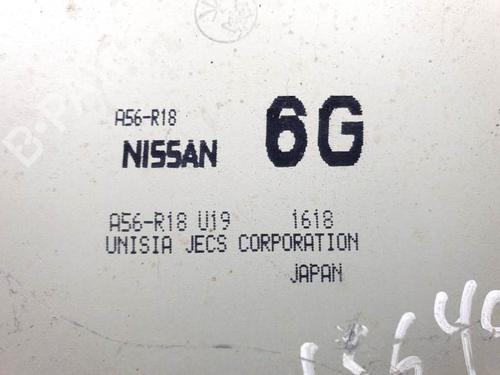 A56-R18
NISSAN 6G
A56-R18 U19 1618
UNISIA JECS CORPORATION
JAPAN